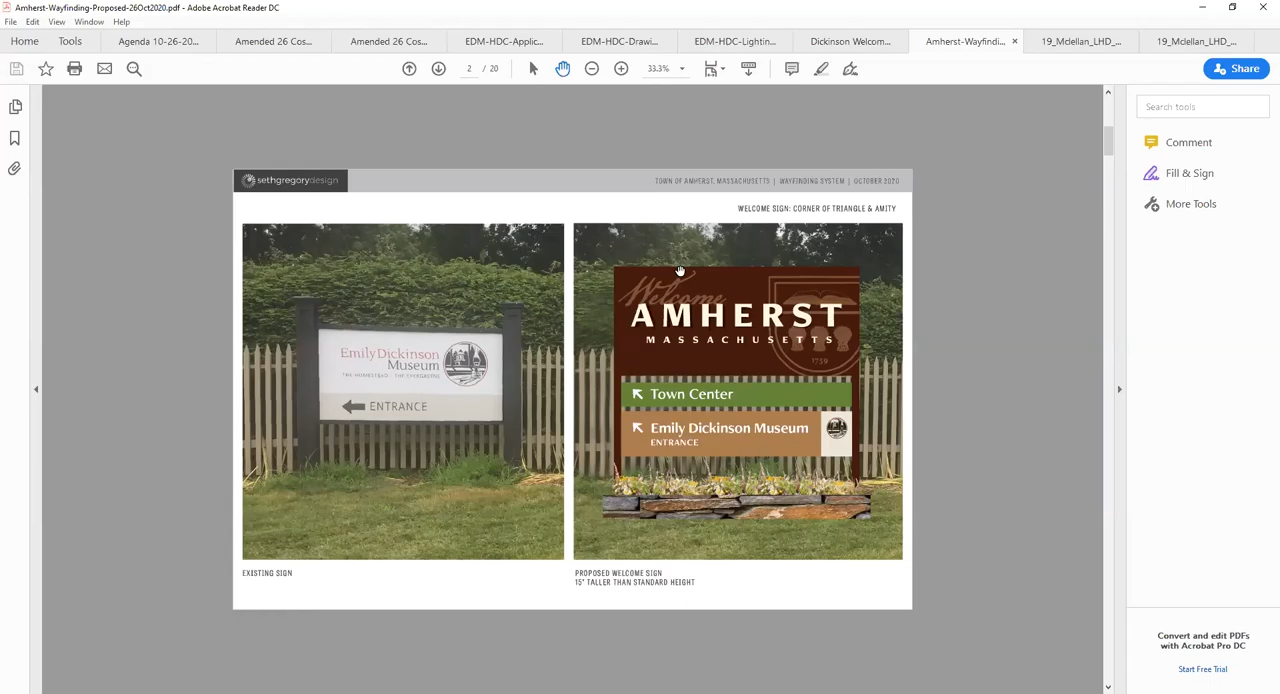 Amherst-Wayfinding-Proposed-26Oct2020.pdf - Adobe Acrobat Reader DC
File Edit View Window Help
Home Tools Agenda 10-26-20... Amended 26 Cos... Amended 26 Cos... EDM-HDC-Applic... EDM-HDC-Drawi... EDM-HDC-Lightin... Dickinson Welcom... Amherst-Wayfindi... 19_Mclellan_LHD_... 19_Mclellan_LHD_...
2 / 20 33.3% Share
Search tools
Comment
Fill & Sign
More Tools
sethgregorydesign
TOWN OF AMHERST, MASSACHUSETTS | WAYFINDING SYSTEM | OCTOBER 2020
WELCOME SIGN: CORNER OF TRIANGLE & AMITY
Emily Dickinson
Museum
THE HOMESTEAD THE EVERGREENS
ENTRANCE
Welcome
AMHERST
MASSACHUSETTS
1759
Town Center
Emily Dickinson Museum
ENTRANCE
EXISTING SIGN
PROPOSED WELCOME SIGN
15" TALLER THAN STANDARD HEIGHT
Convert and edit PDFs
with Acrobat Pro DC
Start Free Trial